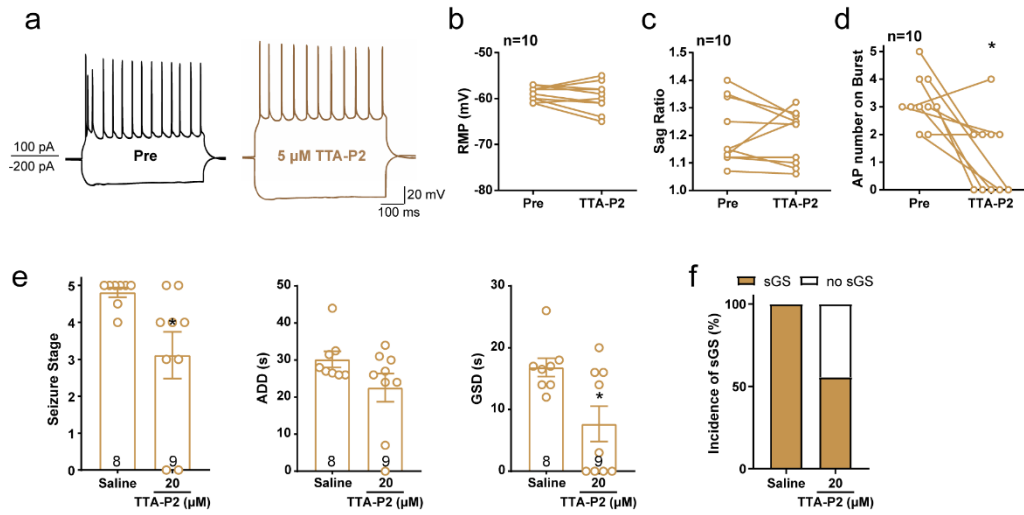 a
100 pA
-200 pA
Pre
5 µM TTA-P2
20 mV
100 ms
b
n=10
RMP (mV)
-50
-60
-70
-80
Pre
TTA-P2
c
n=10
Sag Ratio
1.5
1.4
1.3
1.2
1.1
1.0
Pre
TTA-P2
d
n=10
*
AP number on Burst
5
4
3
2
1
0
Pre
TTA-P2
e
Seizure Stage
5
4
3
2
1
0
*
8
9
Saline
20
TTA-P2 (µM)
ADD (s)
50
40
30
20
10
0
8
9
Saline
20
TTA-P2 (µM)
GSD (s)
30
20
10
0
*
8
9
Saline
20
TTA-P2 (µM)
f
sGS
no sGS
Incidence of sGS (%)
100
50
0
Saline
20
TTA-P2 (µM)